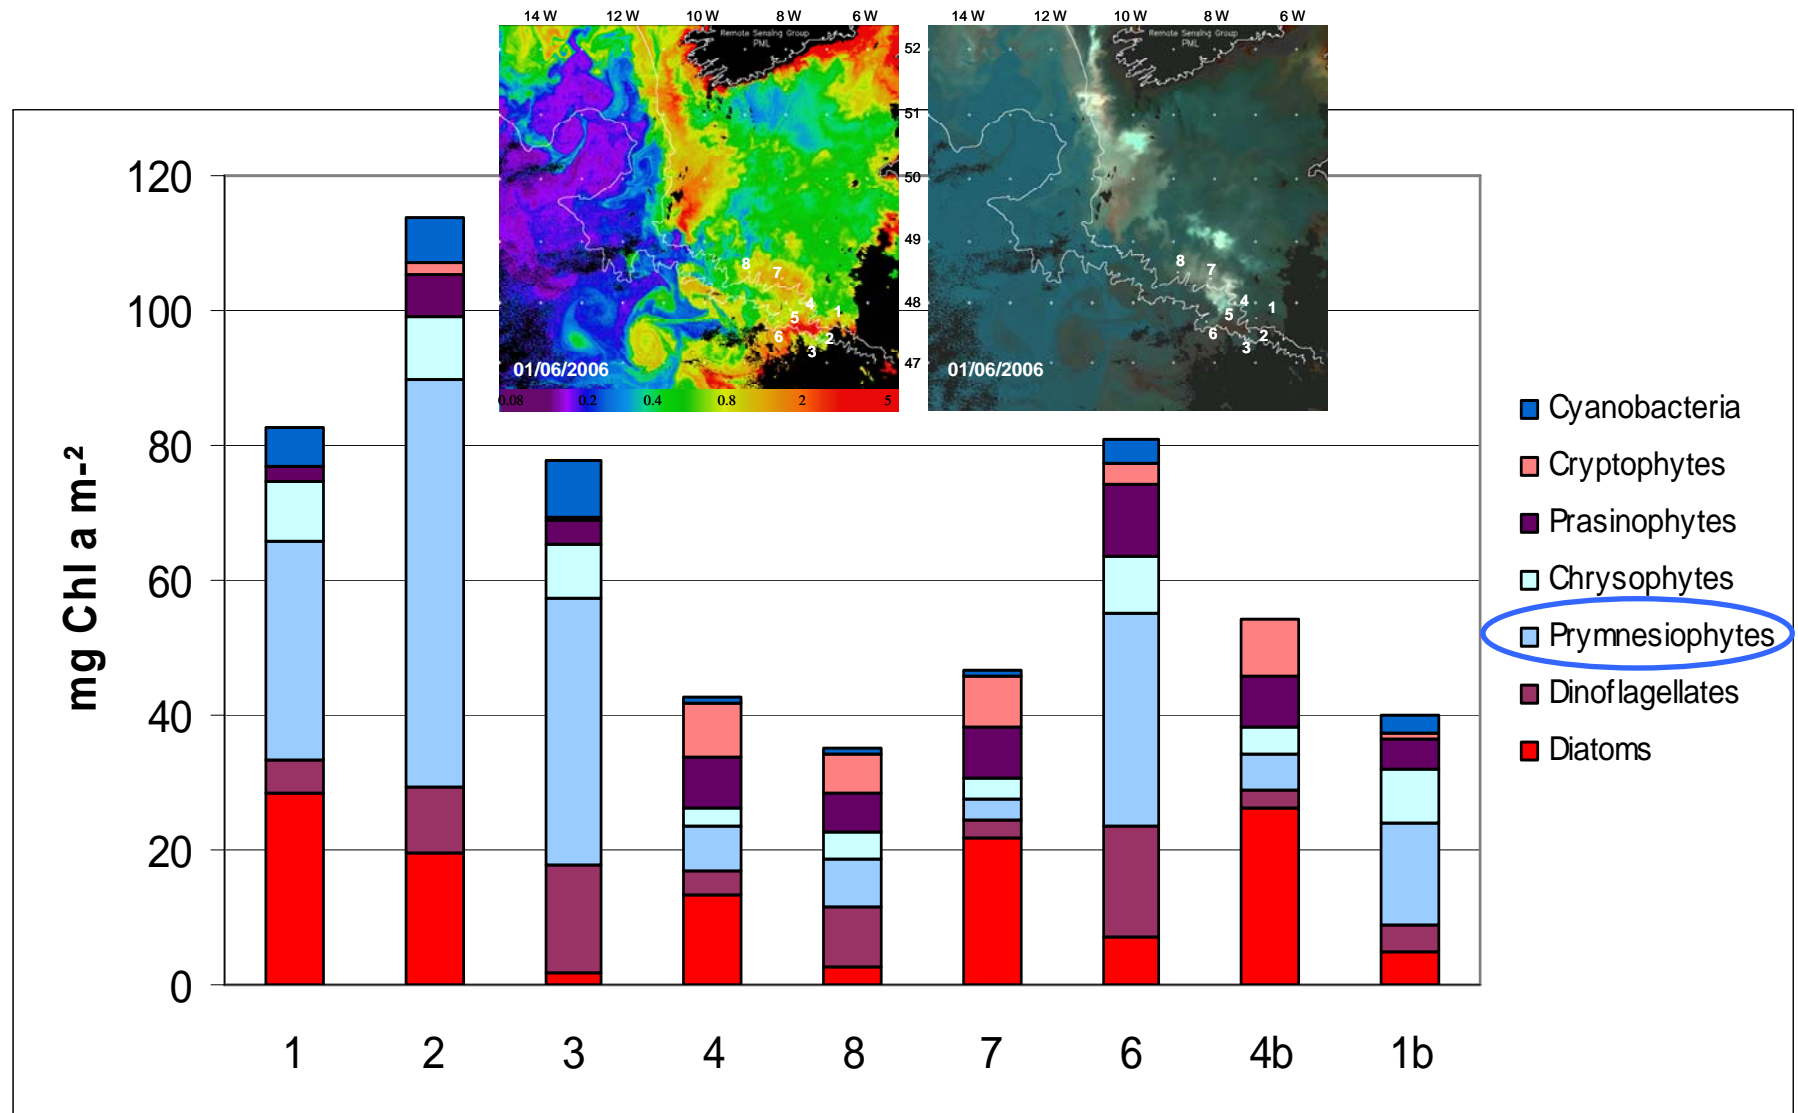 14 W 12 W 10 W 8 W 6 W
14 W 12 W 10 W 8 W 6 W
Remote Sensing Group
PML
Remote Sensing Group
PML
52
51
50
49
48
47
8 7
4
1
5
6 2
3
01/06/2006
8 7
4
1
5
6 2
3
01/06/2006
0.08 0.2 0.4 0.8 2 5
mg Chl a m-²
120
100
80
60
40
20
0
1 2 3 4 8 7 6 4b 1b
Cyanobacteria
Cryptophytes
Prasinophytes
Chrysophytes
Prymnesiophytes
Dinoflagellates
Diatoms